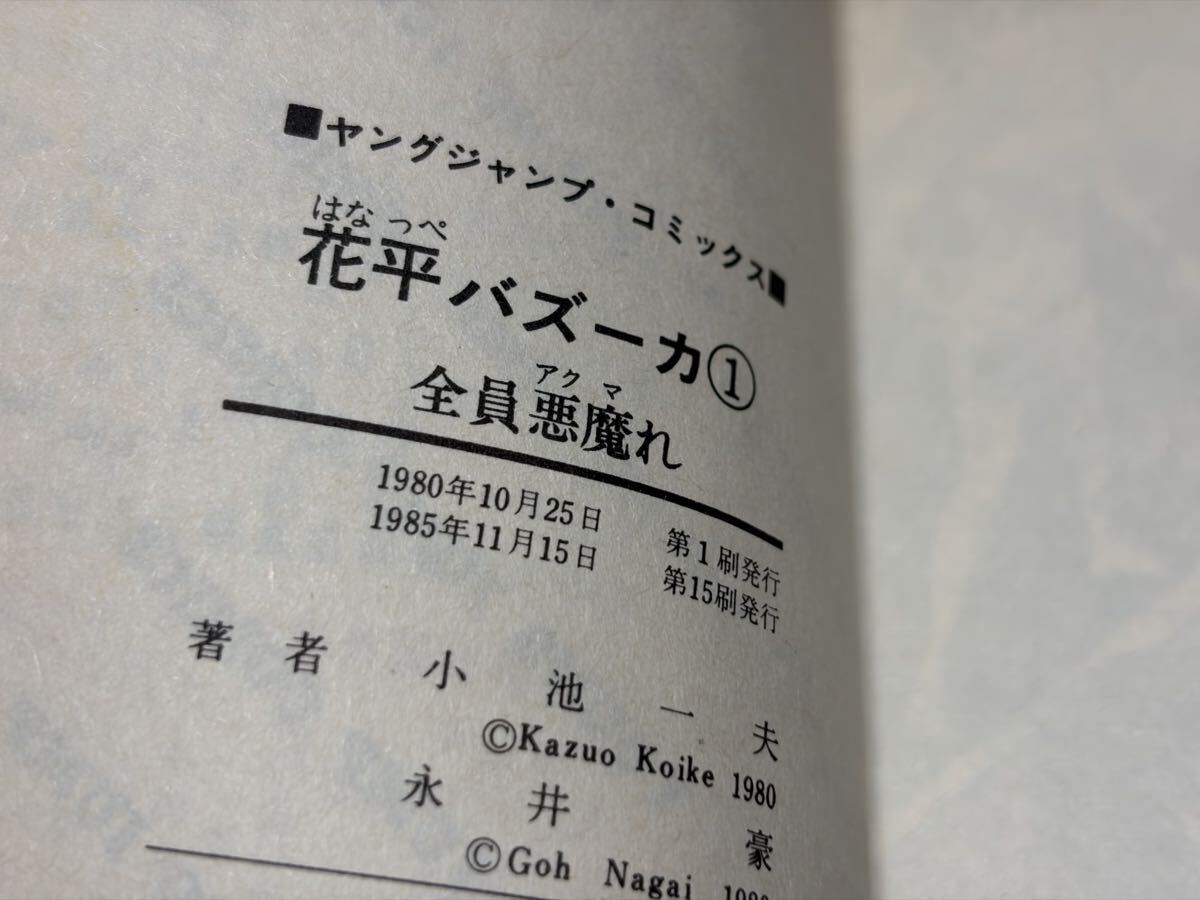 ■ヤングジャンプ・コミックス■
はなっぺ
花平バズーカ①
アクマ
全員悪魔れ
1980年10月25日 第1刷発行
1985年11月15日 第15刷発行
著者 小池一夫
©Kazuo Koike 1980
永井豪
©Goh Nagai